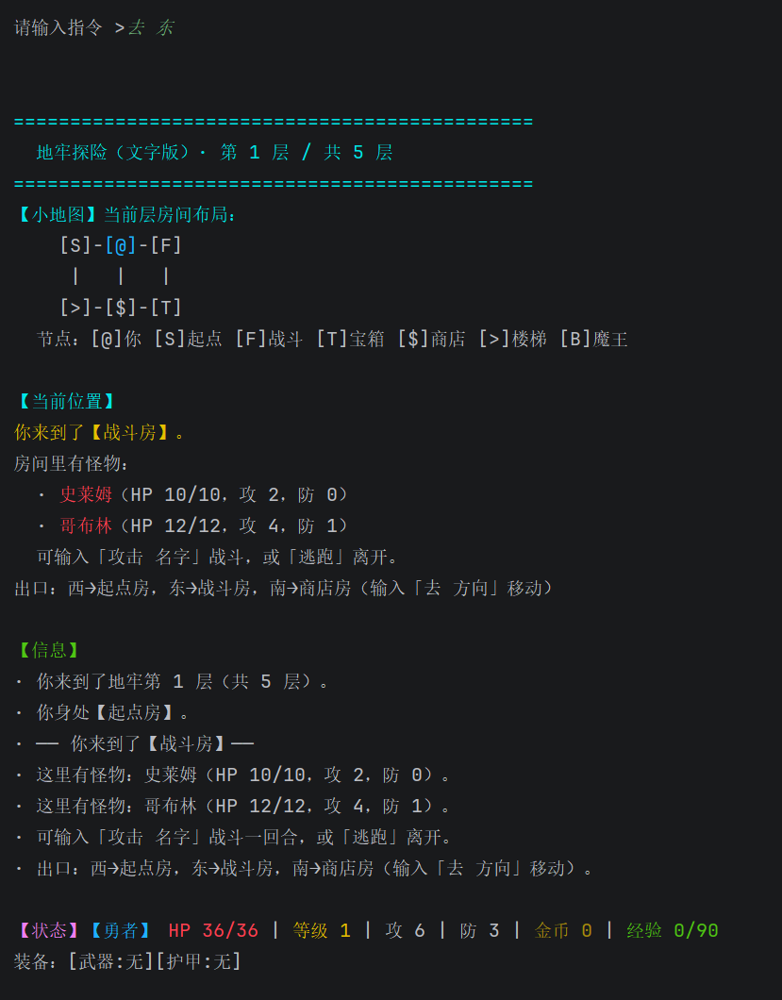 请输入指令 >去 东
==============================================
地牢探险（文字版）· 第 1 层 / 共 5 层
==============================================
【小地图】当前层房间布局：
[S]-[@]-[F]
|   |   |
[>]-[$]-[T]
节点：[@]你 [S]起点 [F]战斗 [T]宝箱 [$]商店 [>]楼梯 [B]魔王
【当前位置】
你来到了【战斗房】。
房间里有怪物：
· 史莱姆（HP 10/10，攻 2，防 0）
· 哥布林（HP 12/12，攻 4，防 1）
可输入「攻击 名字」战斗，或「逃跑」离开。
出口：西→起点房，东→战斗房，南→商店房（输入「去 方向」移动）
【信息】
· 你来到了地牢第 1 层（共 5 层）。
· 你身处【起点房】。
· —— 你来到了【战斗房】——
· 这里有怪物：史莱姆（HP 10/10，攻 2，防 0）。
· 这里有怪物：哥布林（HP 12/12，攻 4，防 1）。
· 可输入「攻击 名字」战斗一回合，或「逃跑」离开。
· 出口：西→起点房，东→战斗房，南→商店房（输入「去 方向」移动）。
【状态】【勇者】 HP 36/36 | 等级 1 | 攻 6 | 防 3 | 金币 0 | 经验 0/90
装备：[武器:无][护甲:无]